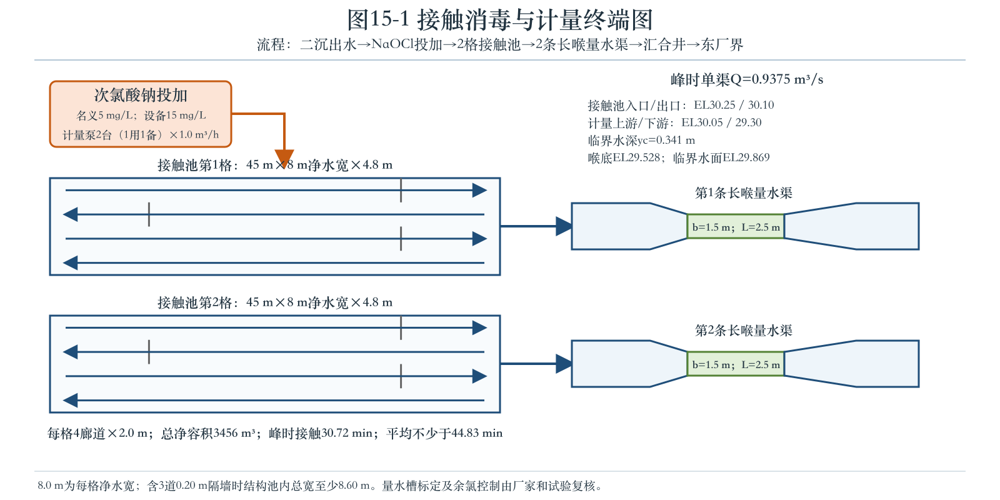 图15-1 接触消毒与计量终端图
流程：二沉出水→NaOCl投加→2格接触池→2条长喉量水渠→汇合井→东厂界
次氯酸钠投加
名义5 mg/L；设备15 mg/L
计量泵2台（1用1备）×1.0 m³/h
峰时单渠Q=0.9375 m³/s
接触池入口/出口：EL30.25 / 30.10
计量上游/下游：EL30.05 / 29.30
临界水深yc=0.341 m
喉底EL29.528；临界水面EL29.869
接触池第1格：45 m×8 m净水宽×4.8 m
第1条长喉量水渠
b=1.5 m；L=2.5 m
接触池第2格：45 m×8 m净水宽×4.8 m
第2条长喉量水渠
b=1.5 m；L=2.5 m
每格4廊道×2.0 m；总净容积3456 m³；峰时接触30.72 min；平均不少于44.83 min
8.0 m为每格净水宽；含3道0.20 m隔墙时结构池内总宽至少8.60 m。量水槽标定及余氯控制由厂家和试验复核。